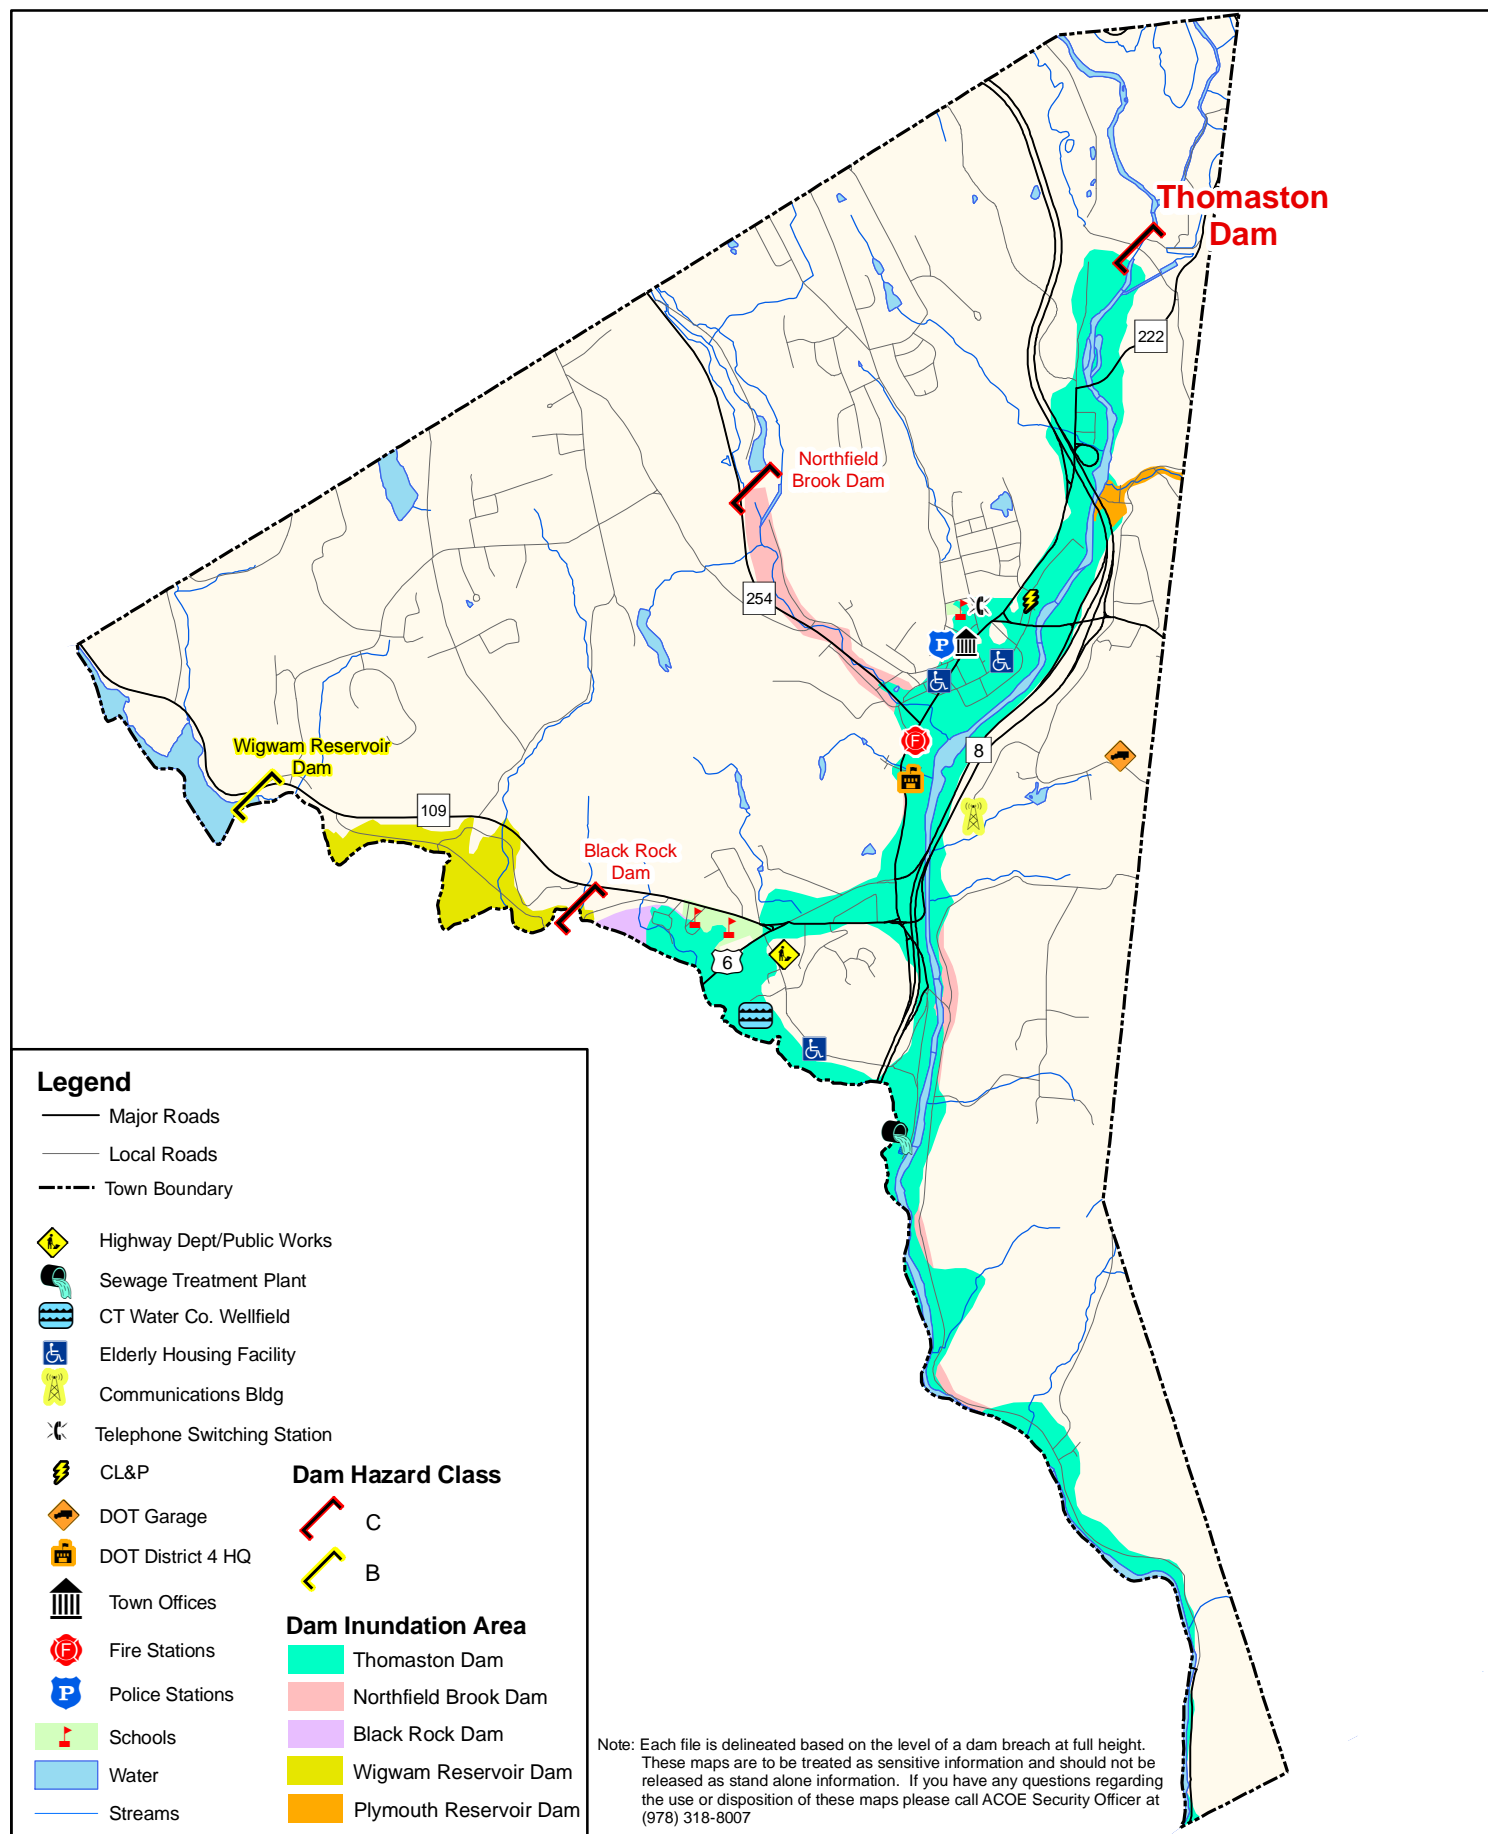 Thomaston
Dam
222
Northfield
Brook Dam
254
P
F
8
Wigwam Reservoir
Dam
109
Black Rock
Dam
6
Legend
Major Roads
Local Roads
Town Boundary
Highway Dept/Public Works
Sewage Treatment Plant
CT Water Co. Wellfield
Elderly Housing Facility
Communications Bldg
Telephone Switching Station
CL&P
DOT Garage
DOT District 4 HQ
Town Offices
F
Fire Stations
P
Police Stations
Schools
Water
Streams
Dam Hazard Class
C
B
Dam Inundation Area
Thomaston Dam
Northfield Brook Dam
Black Rock Dam
Wigwam Reservoir Dam
Plymouth Reservoir Dam
Note: Each file is delineated based on the level of a dam breach at full height.
These maps are to be treated as sensitive information and should not be
released as stand alone information. If you have any questions regarding
the use or disposition of these maps please call ACOE Security Officer at
(978) 318-8007